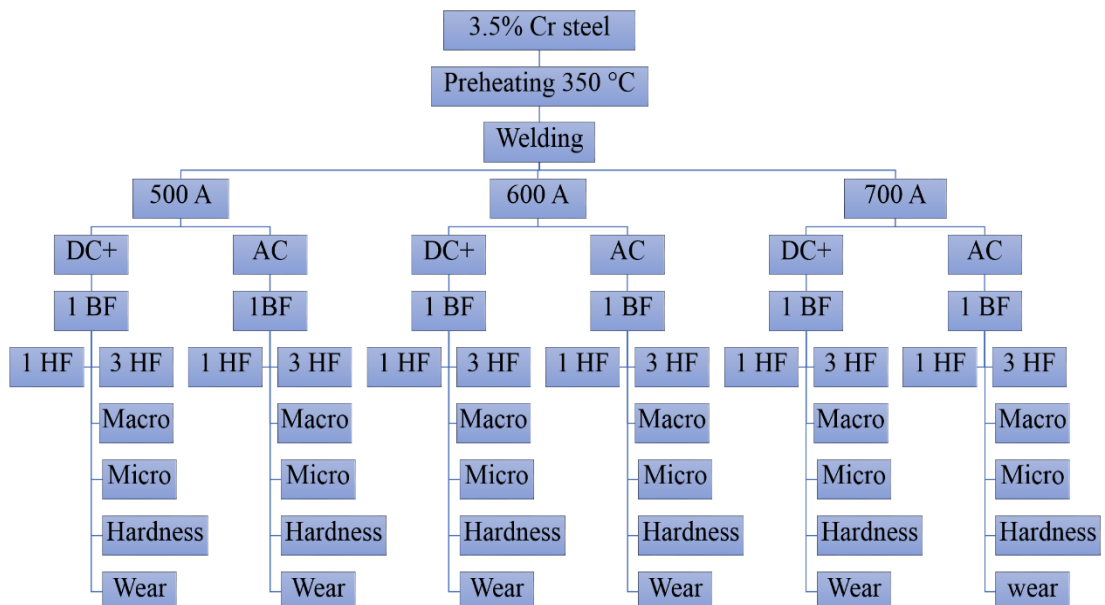 3.5% Cr steel
Preheating 350 °C
Welding
500 A 600 A 700 A
DC+ AC DC+ AC DC+ AC
1 BF 1BF 1 BF 1 BF 1 BF 1 BF
1 HF 3 HF 1 HF 3 HF 1 HF 3 HF 1 HF 3 HF 1 HF 3 HF 1 HF 3 HF
Macro Macro Macro Macro Macro Macro
Micro Micro Micro Micro Micro Micro
Hardness Hardness Hardness Hardness Hardness Hardness
Wear Wear Wear Wear Wear wear